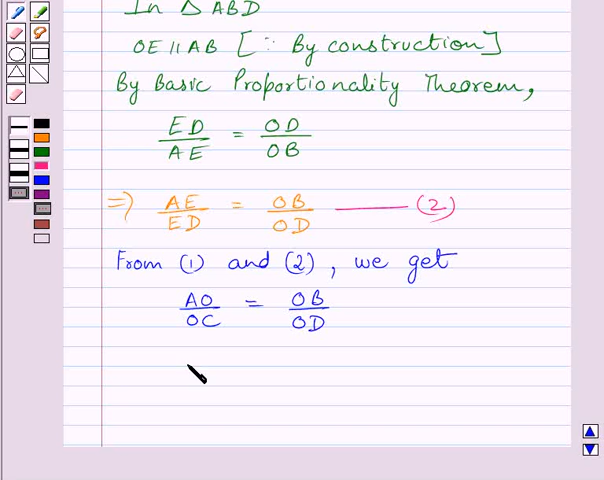 In △ ABD
OE || AB [∵ By construction]
By Basic Proportionality Theorem,
ED/AE = OD/OB
⇒) AE/ED = OB/OD ——— (2)
From (1) and (2), we get
AO/OC = OB/OD